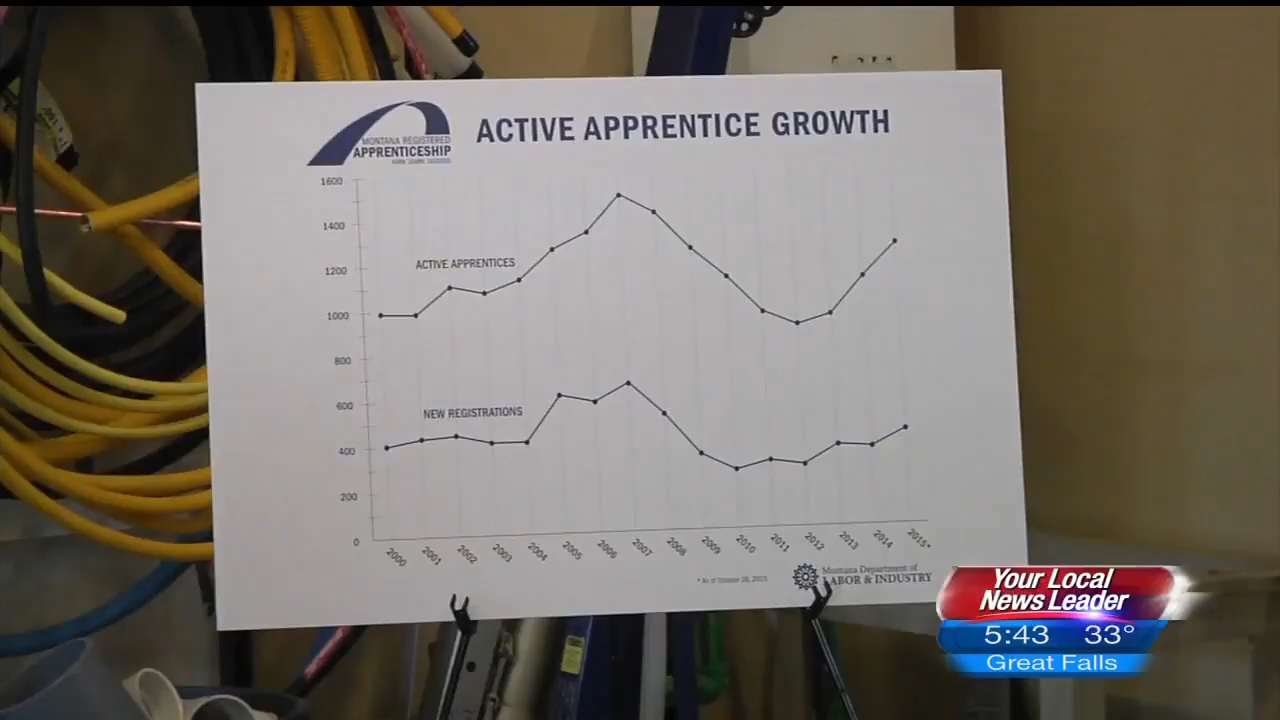 MONTANA REGISTERED
APPRENTICESHIP
ACTIVE APPRENTICE GROWTH
1600
1400
1200
1000
800
600
400
200
0
ACTIVE APPRENTICES
NEW REGISTRATIONS
2000
2001
2002
2003
2004
2005
2006
2007
2008
2009
2010
2011
2012
2013
2014
2015*
Montana Department of
LABOR & INDUSTRY
Your Local
News Leader
5:43 33°
Great Falls